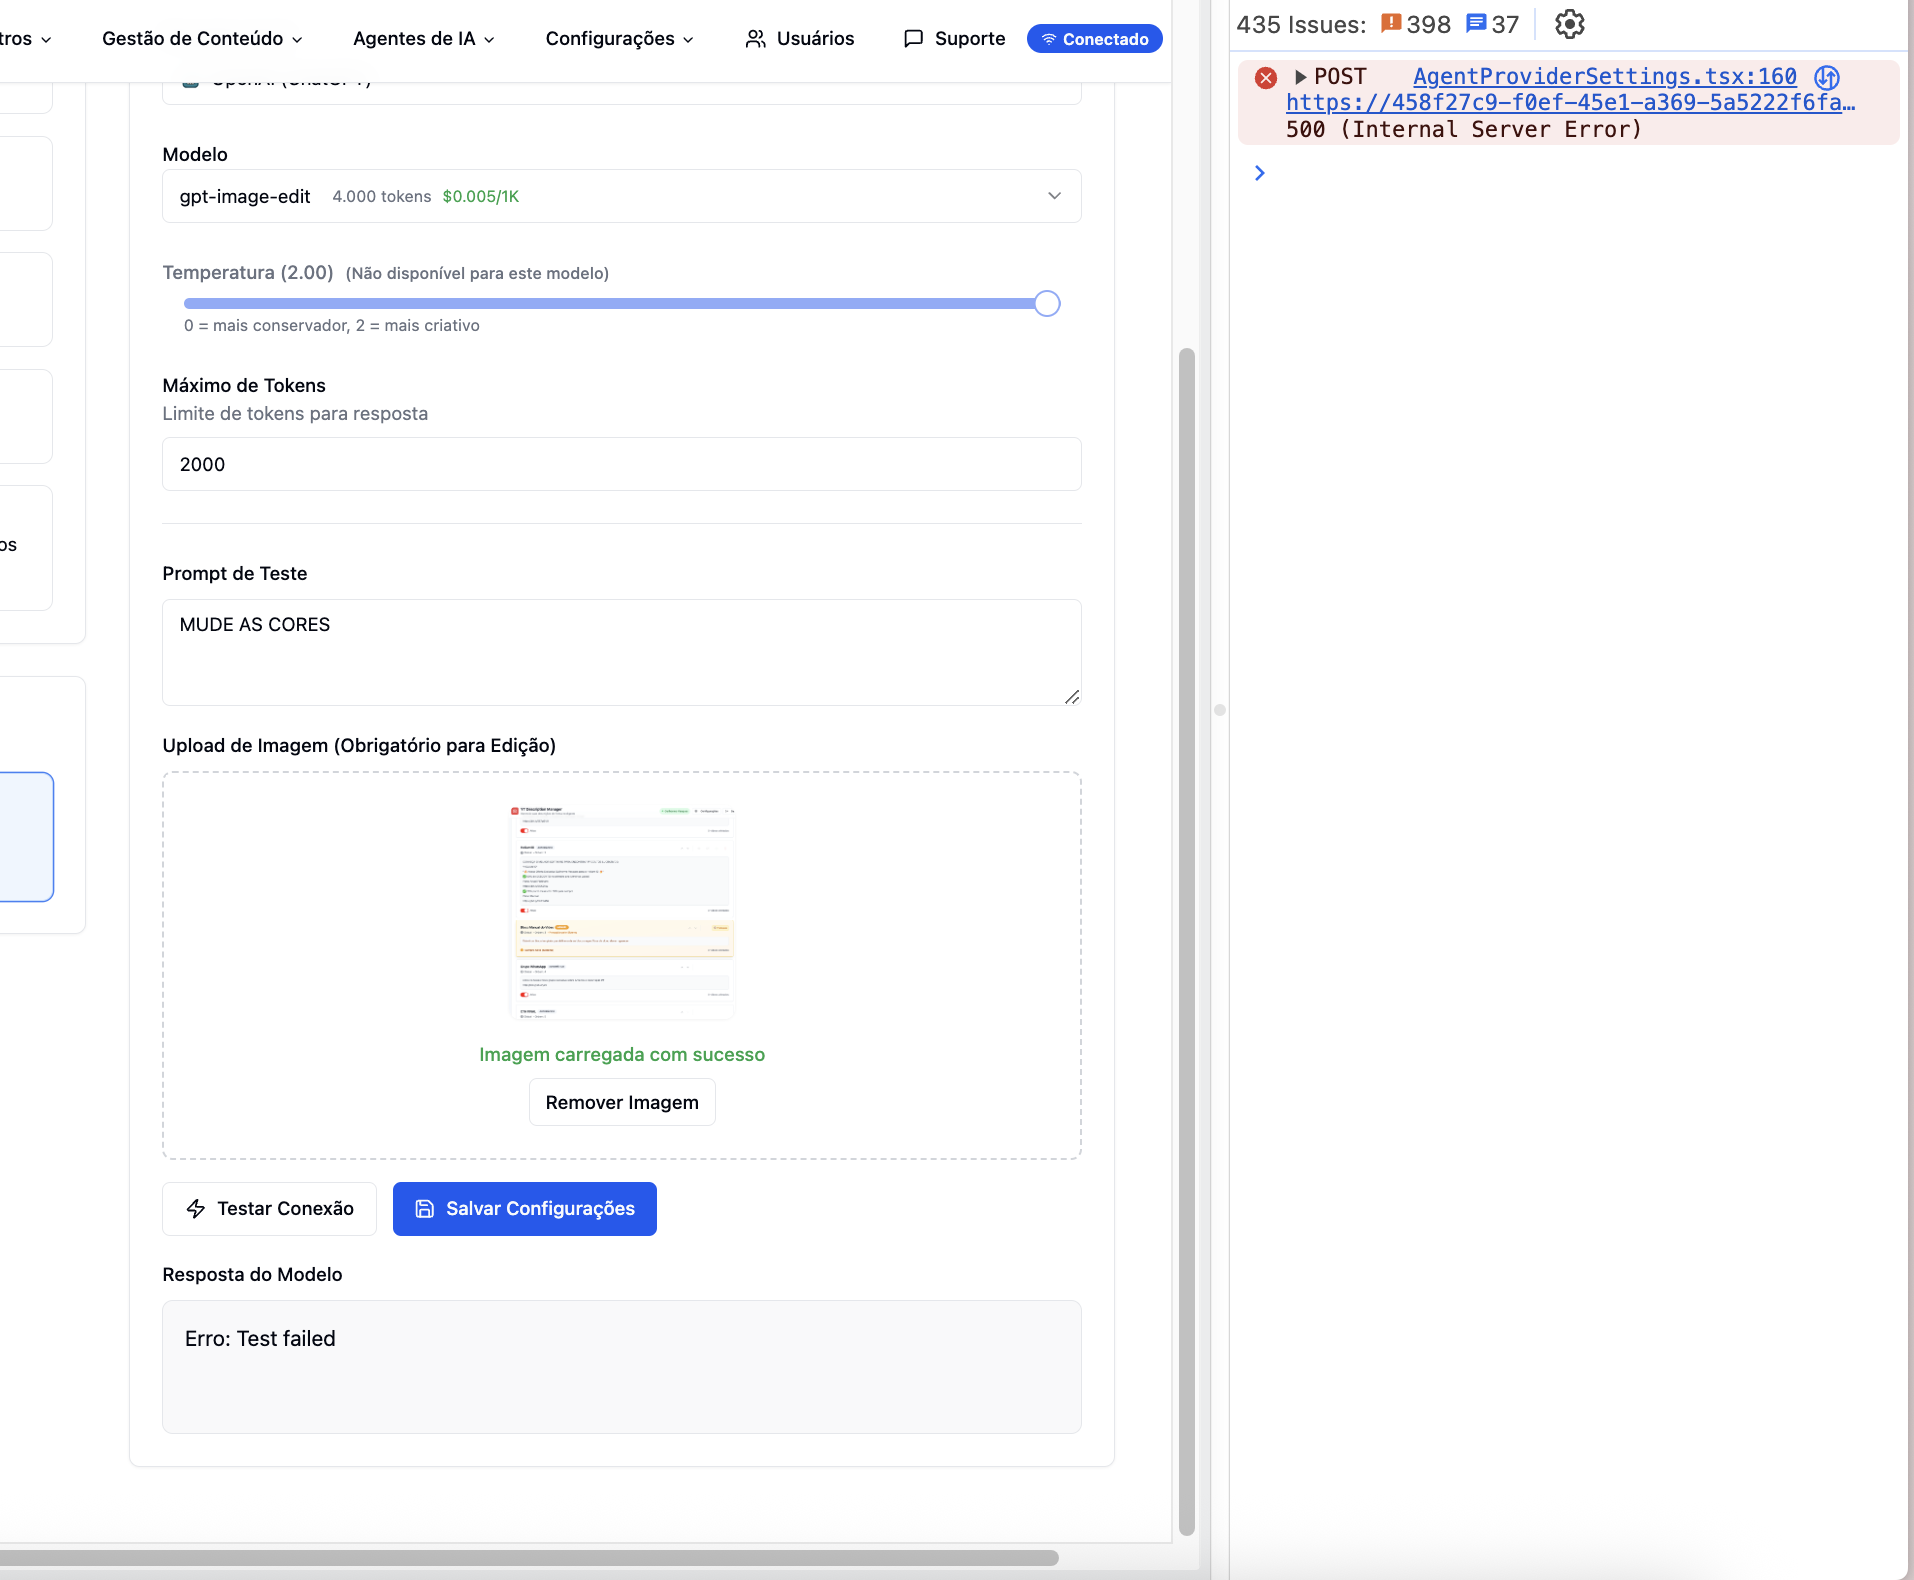 tros
Gestão de Conteúdo
Agentes de IA
Configurações
Usuários
Suporte
Conectado
OpenAI (ChatGPT)
Modelo
gpt-image-edit 4.000 tokens $0.005/1K
Temperatura (2.00) (Não disponível para este modelo)
0 = mais conservador, 2 = mais criativo
Máximo de Tokens
Limite de tokens para resposta
2000
os
Prompt de Teste
MUDE AS CORES
Upload de Imagem (Obrigatório para Edição)
Imagem carregada com sucesso
Remover Imagem
Testar Conexão
Salvar Configurações
Resposta do Modelo
Erro: Test failed
435 Issues: 398 37
POST AgentProviderSettings.tsx:160
https://458f27c9-f0ef-45e1-a369-5a5222f6fa…
500 (Internal Server Error)